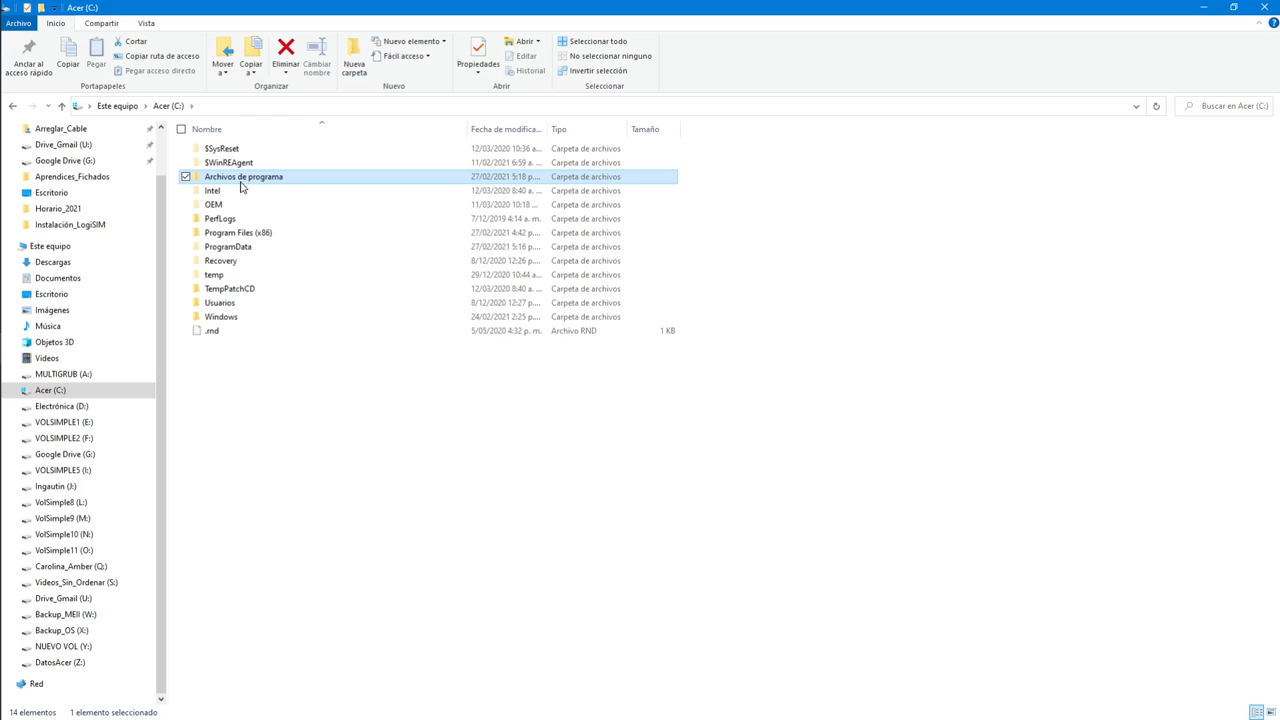 Acer (C:)
Archivo Inicio Compartir Vista
Anclar al acceso rápido
Copiar
Pegar
Cortar
Copiar ruta de acceso
Pegar acceso directo
Portapapeles
Mover a
Copiar a
Eliminar
Cambiar nombre
Organizar
Nueva carpeta
Nuevo elemento
Fácil acceso
Nuevo
Propiedades
Abrir
Editar
Historial
Abrir
Seleccionar todo
No seleccionar ninguno
Invertir selección
Seleccionar
Este equipo > Acer (C:) >
Buscar en Acer (C:)
Arreglar_Cable
Drive_Gmail (U:)
Google Drive (G:)
Aprendices_Fichados
Escritorio
Horario_2021
Instalación_LogiSIM
Este equipo
Descargas
Documentos
Escritorio
Imágenes
Música
Objetos 3D
Videos
MULTIGRUB (A:)
Acer (C:)
Electrónica (D:)
VOLSIMPLE1 (E:)
VOLSIMPLE2 (F:)
Google Drive (G:)
VOLSIMPLE5 (I:)
Ingautin (J:)
VolSimple8 (L:)
VolSimple9 (M:)
VolSimple10 (N:)
VolSimple11 (O:)
Carolina_Amber (Q:)
Videos_Sin_Ordenar (S:)
Drive_Gmail (U:)
Backup_MEII (W:)
Backup_OS (X:)
NUEVO VOL (Y:)
DatosAcer (Z:)
Red
Nombre Fecha de modifica... Tipo Tamaño
$SysReset 12/03/2020 10:36 a... Carpeta de archivos
$WinREAgent 11/02/2021 6:59 a... Carpeta de archivos
Archivos de programa 27/02/2021 5:18 p.... Carpeta de archivos
Intel 12/03/2020 8:40 a... Carpeta de archivos
OEM 11/03/2020 10:18 ... Carpeta de archivos
PerfLogs 7/12/2019 4:14 a. m. Carpeta de archivos
Program Files (x86) 27/02/2021 4:42 p.... Carpeta de archivos
ProgramData 27/02/2021 5:16 p.... Carpeta de archivos
Recovery 8/12/2020 12:26 p.... Carpeta de archivos
temp 29/12/2020 10:44 a... Carpeta de archivos
TempPatchCD 12/03/2020 8:40 a... Carpeta de archivos
Usuarios 8/12/2020 12:27 p.... Carpeta de archivos
Windows 24/02/2021 2:25 p.... Carpeta de archivos
.rnd 5/05/2020 4:32 p. m. Archivo RND 1 KB
14 elementos 1 elemento seleccionado